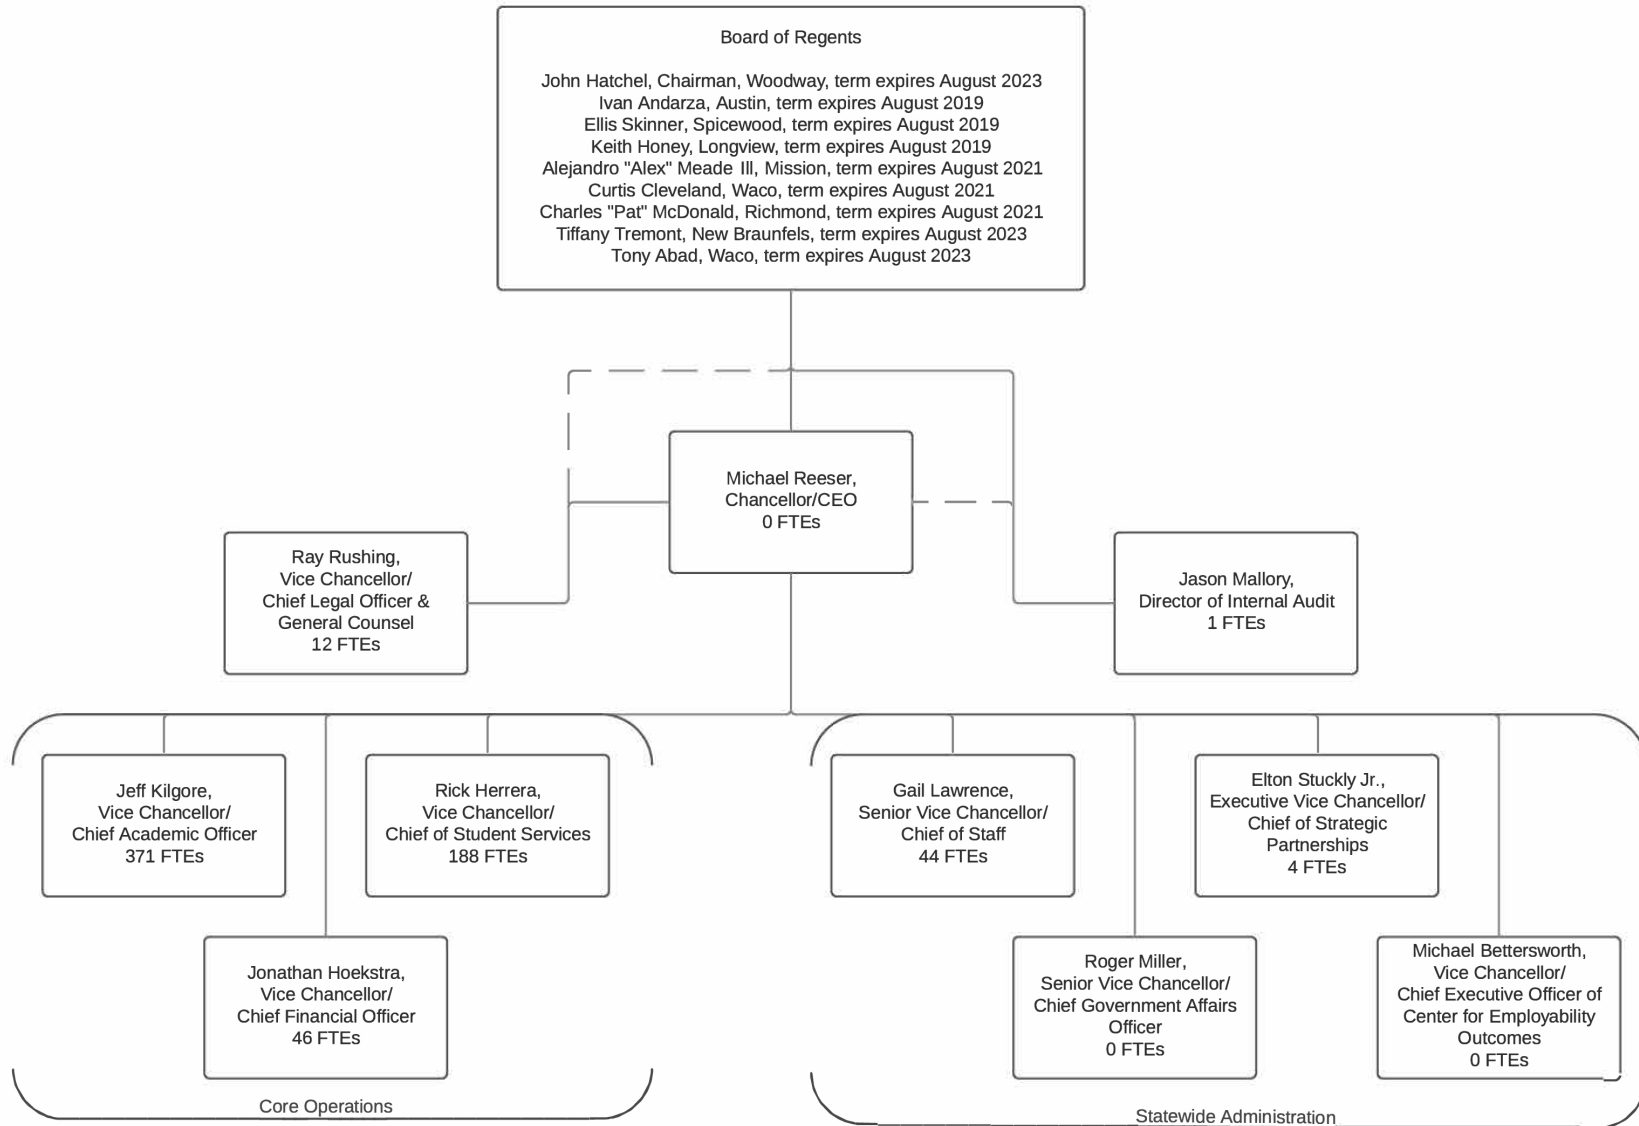 Board of Regents
John Hatchel, Chairman, Woodway, term expires August 2023
Ivan Andarza, Austin, term expires August 2019
Ellis Skinner, Spicewood, term expires August 2019
Keith Honey, Longview, term expires August 2019
Alejandro "Alex" Meade III, Mission, term expires August 2021
Curtis Cleveland, Waco, term expires August 2021
Charles "Pat" McDonald, Richmond, term expires August 2021
Tiffany Tremont, New Braunfels, term expires August 2023
Tony Abad, Waco, term expires August 2023
Michael Reeser,
Chancellor/CEO
0 FTEs
Ray Rushing,
Vice Chancellor/
Chief Legal Officer &
General Counsel
12 FTEs
Jason Mallory,
Director of Internal Audit
1 FTEs
Jeff Kilgore,
Vice Chancellor/
Chief Academic Officer
371 FTEs
Rick Herrera,
Vice Chancellor/
Chief of Student Services
188 FTEs
Jonathan Hoekstra,
Vice Chancellor/
Chief Financial Officer
46 FTEs
Core Operations
Gail Lawrence,
Senior Vice Chancellor/
Chief of Staff
44 FTEs
Elton Stuckly Jr.,
Executive Vice Chancellor/
Chief of Strategic
Partnerships
4 FTEs
Roger Miller,
Senior Vice Chancellor/
Chief Government Affairs
Officer
0 FTEs
Michael Bettersworth,
Vice Chancellor/
Chief Executive Officer of
Center for Employability
Outcomes
0 FTEs
Statewide Administration